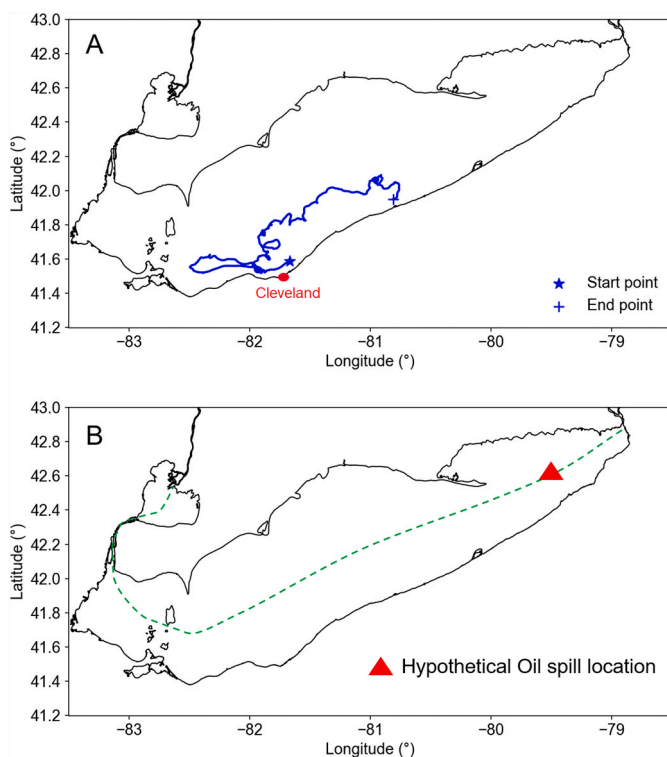 A
43.0
42.8
42.6
42.4
42.2
42.0
41.8
41.6
41.4
41.2
Latitude (°)
Cleveland
Start point
End point
−83 −82 −81 −80 −79
Longitude (°)
B
43.0
42.8
42.6
42.4
42.2
42.0
41.8
41.6
41.4
41.2
Latitude (°)
Hypothetical Oil spill location
−83 −82 −81 −80 −79
Longitude (°)